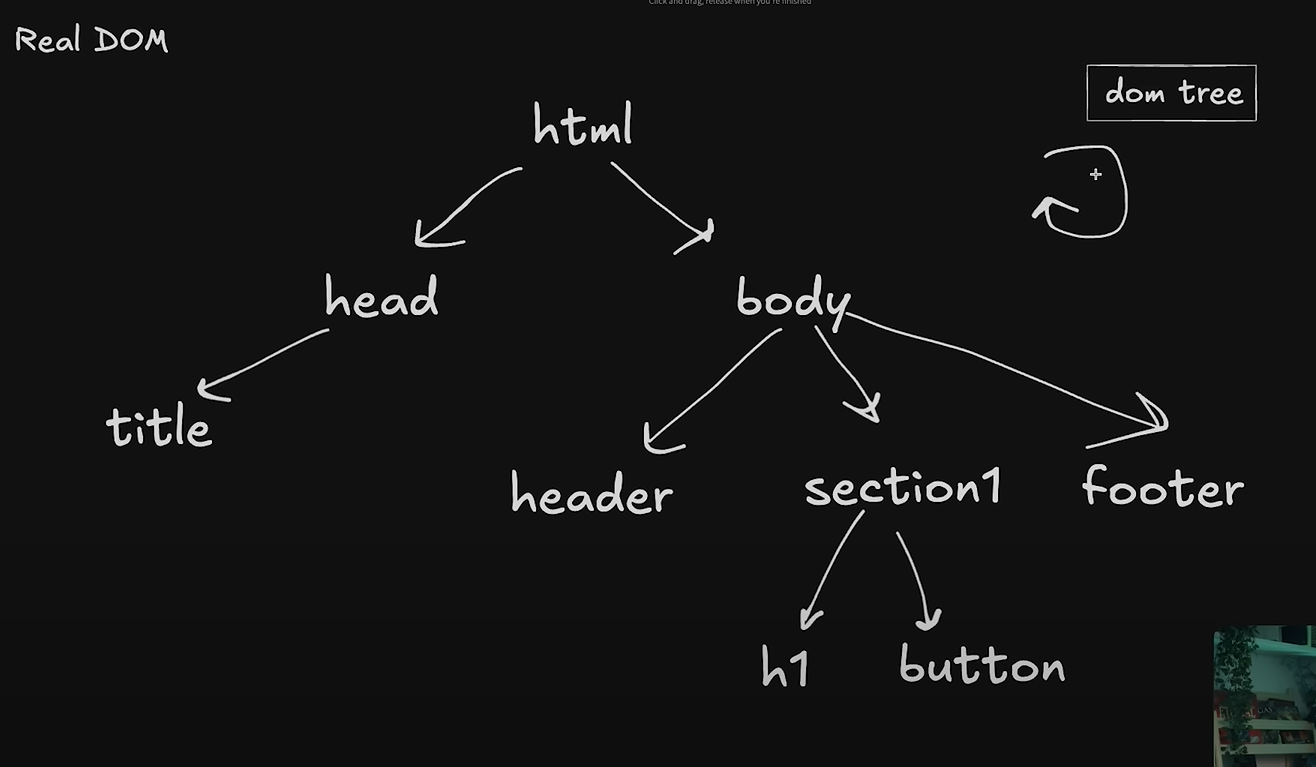 Click and drag, release when you're finished
Real DOM
dom tree
html
head
body
title
header
section1
footer
h1
button